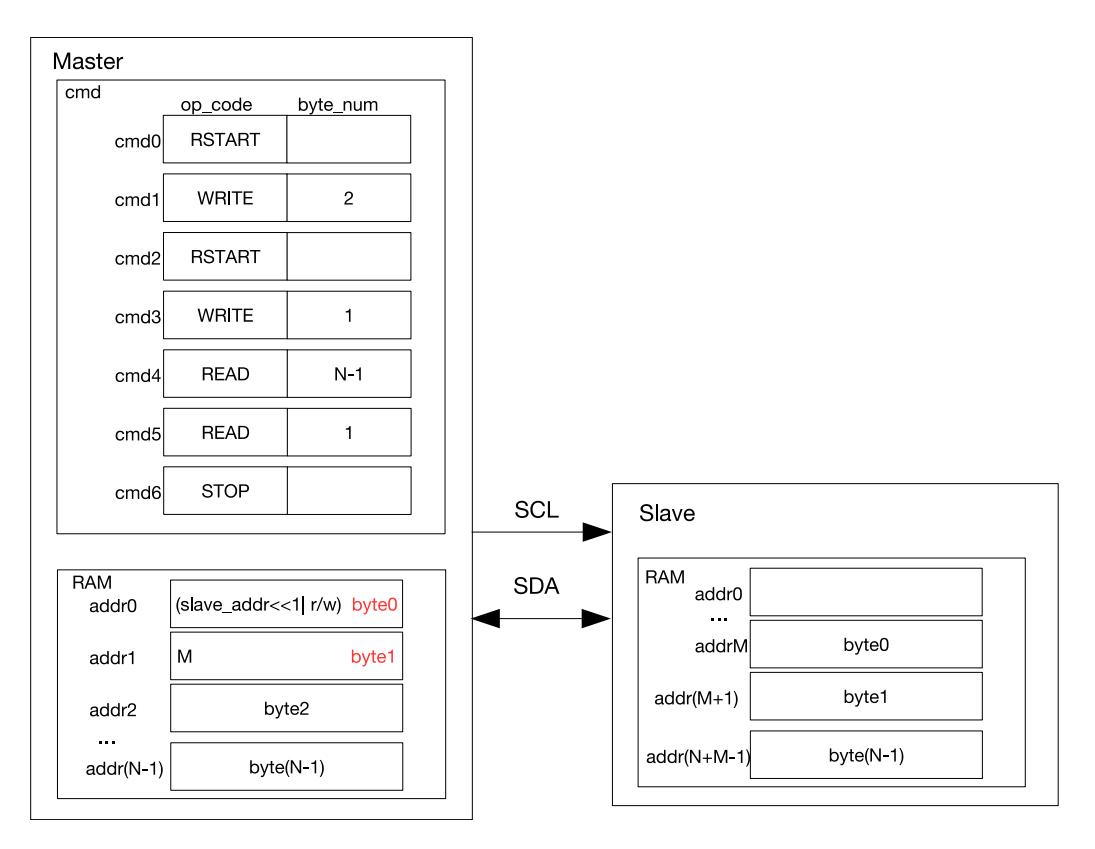 Master
cmd
op_code byte_num
cmd0 RSTART
cmd1 WRITE 2
cmd2 RSTART
cmd3 WRITE 1
cmd4 READ N-1
cmd5 READ 1
cmd6 STOP
RAM
addr0 (slave_addr<<1| r/w) byte0
addr1 M byte1
addr2 byte2
...
addr(N-1) byte(N-1)
SCL
SDA
Slave
RAM
addr0
...
addrM byte0
addr(M+1) byte1
addr(N+M-1) byte(N-1)